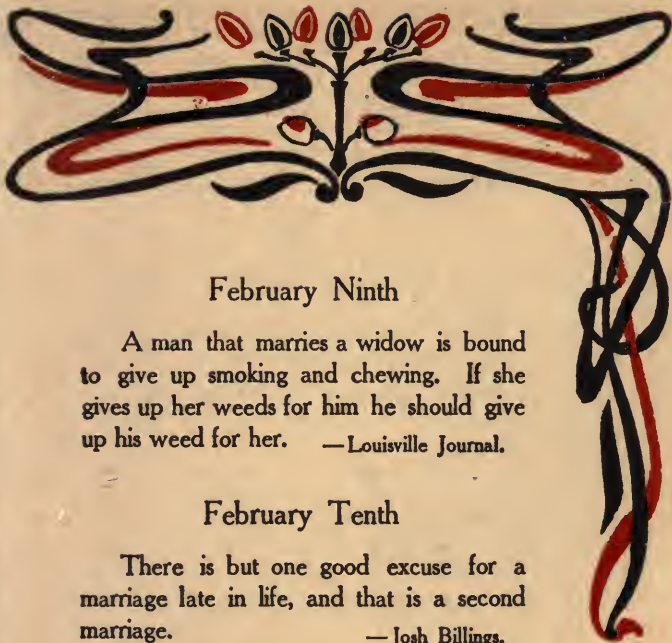 February Ninth
A man that marries a widow is bound
to give up smoking and chewing. If she
gives up her weeds for him he should give
up his weed for her. —Louisville Journal.
February Tenth
There is but one good excuse for a
marriage late in life, and that is a second
marriage. —Josh Billings.